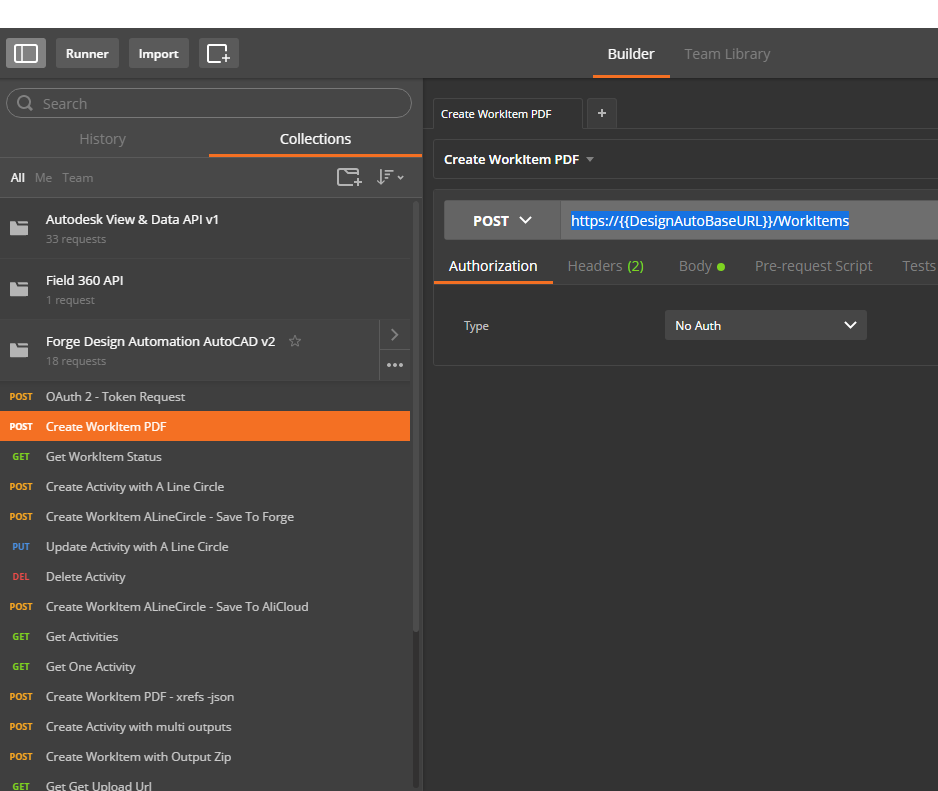 Runner Import Builder Team Library
Search
History Collections
All Me Team
Autodesk View & Data API v1
33 requests
Field 360 API
1 request
Forge Design Automation AutoCAD v2
18 requests
POST OAuth 2 - Token Request
POST Create WorkItem PDF
GET Get WorkItem Status
POST Create Activity with A Line Circle
POST Create WorkItem ALineCircle - Save To Forge
PUT Update Activity with A Line Circle
DEL Delete Activity
POST Create WorkItem ALineCircle - Save To AliCloud
GET Get Activities
GET Get One Activity
POST Create WorkItem PDF - xrefs -json
POST Create Activity with multi outputs
POST Create WorkItem with Output Zip
GET Get Get Upload Url
Create WorkItem PDF +
Create WorkItem PDF
POST https://{{DesignAutoBaseURL}}/WorkItems
Authorization Headers (2) Body Pre-request Script Tests
Type No Auth